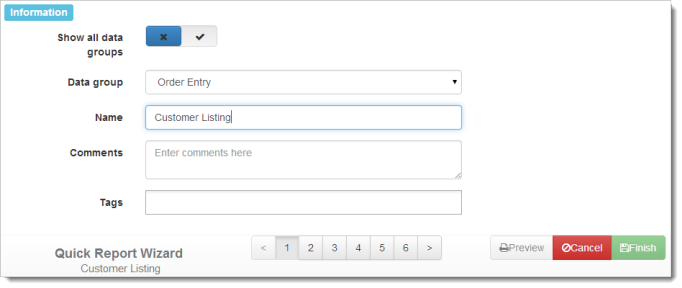 Information
Show all data
groups
Data group
Order Entry
Name
Customer Listing
Comments
Enter comments here
Tags
Quick Report Wizard
Customer Listing
< 1 2 3 4 5 6 >
Preview Cancel Finish